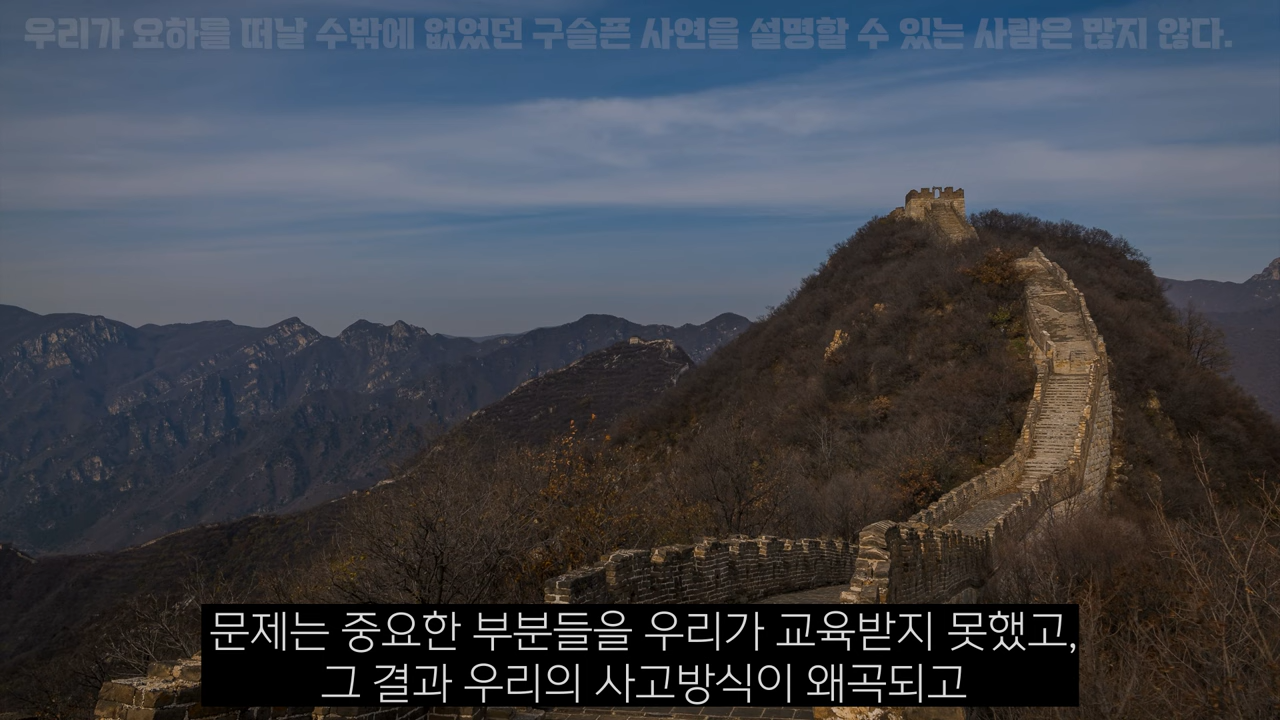 우리가 요하를 떠날 수밖에 없었던 구슬픈 사연을 설명할 수 있는 사람은 많지 않다.
문제는 중요한 부분들을 우리가 교육받지 못했고,
그 결과 우리의 사고방식이 왜곡되고